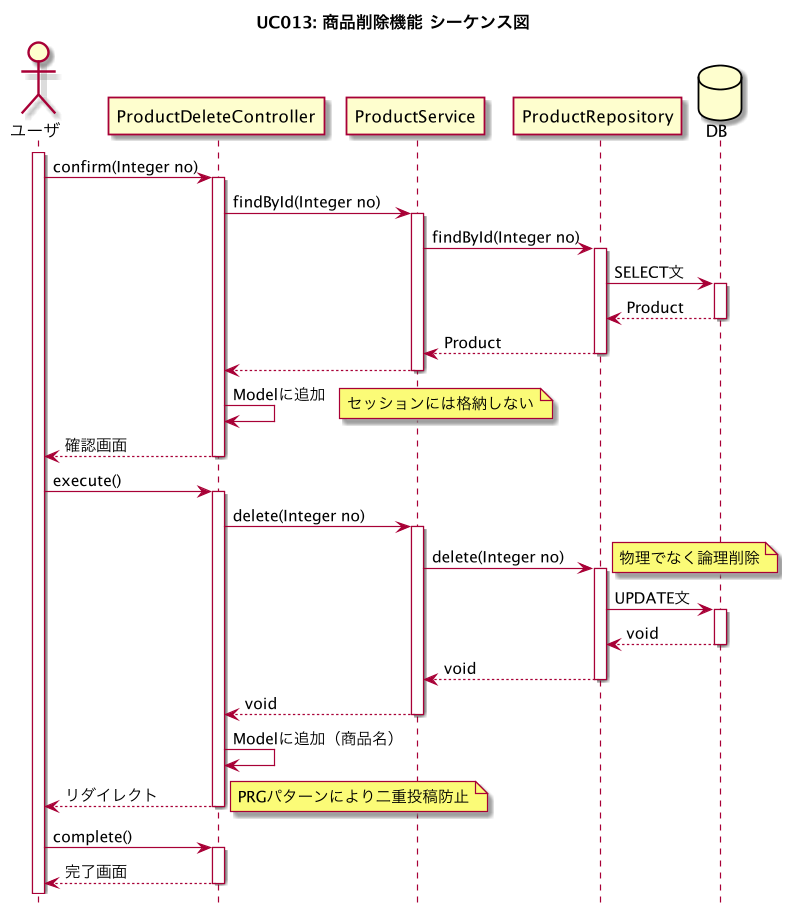 UC013: 商品削除機能 シーケンス図
ユーザ
ProductDeleteController
ProductService
ProductRepository
DB
confirm(Integer no)
findById(Integer no)
findById(Integer no)
SELECT文
Product
Product
Modelに追加
セッションには格納しない
確認画面
execute()
delete(Integer no)
delete(Integer no)
物理でなく論理削除
UPDATE文
void
void
void
Modelに追加（商品名）
リダイレクト
PRGパターンにより二重投稿防止
complete()
完了画面